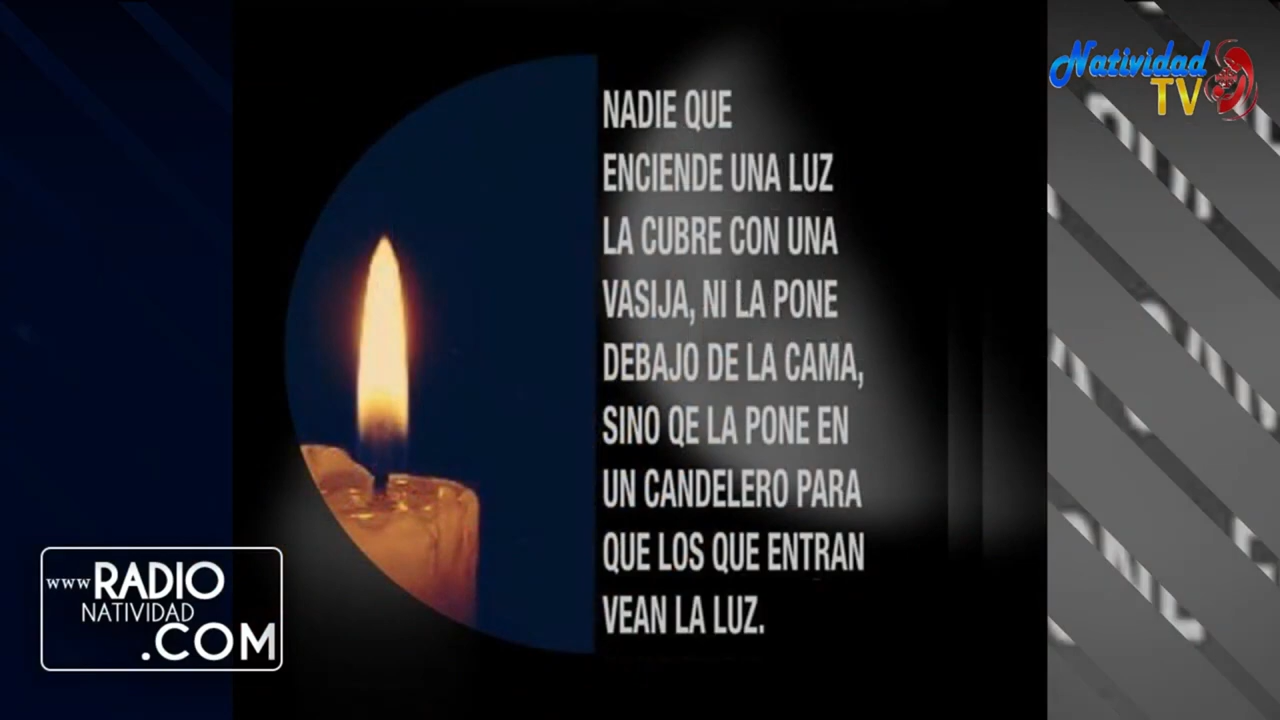 Natividad
TV
NADIE QUE
ENCIENDE UNA LUZ
LA CUBRE CON UNA
VASIJA, NI LA PONE
DEBAJO DE LA CAMA,
SINO QE LA PONE EN
UN CANDELERO PARA
QUE LOS QUE ENTRAN
VEAN LA LUZ.
www RADIO
NATIVIDAD
.COM